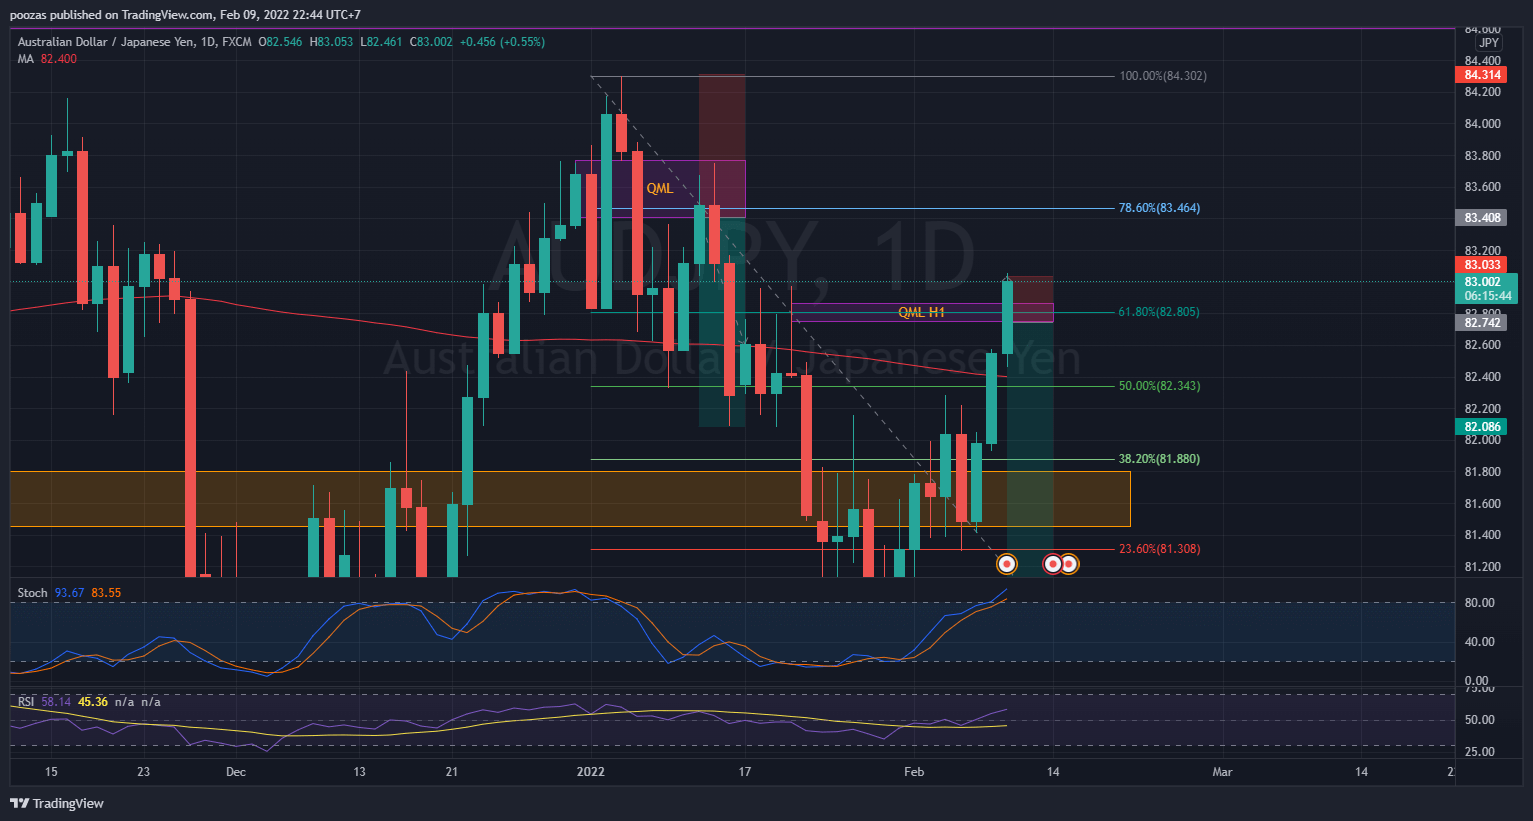 poozas published on TradingView.com, Feb 09, 2022 22:44 UTC+7
Australian Dollar / Japanese Yen, 1D, FXCM O82.546 H83.053 L82.461 C83.002 +0.456 (+0.55%)
MA 82.400
AUDJPY, 1D
Australian Dollar / Japanese Yen
QML
QML H1
100.00%(84.302)
78.60%(83.464)
61.80%(82.805)
50.00%(82.343)
38.20%(81.880)
23.60%(81.308)
84.600
JPY
84.400
84.314
84.200
84.000
83.800
83.600
83.408
83.200
83.033
83.002
06:15:44
82.800
82.742
82.600
82.400
82.200
82.086
82.000
81.800
81.600
81.400
81.200
Stoch 93.67 83.55
80.00
40.00
0.00
RSI 58.14 45.36 n/a n/a
75.00
50.00
25.00
15 23 Dec 13 21 2022 17 Feb 14 Mar 14
TradingView